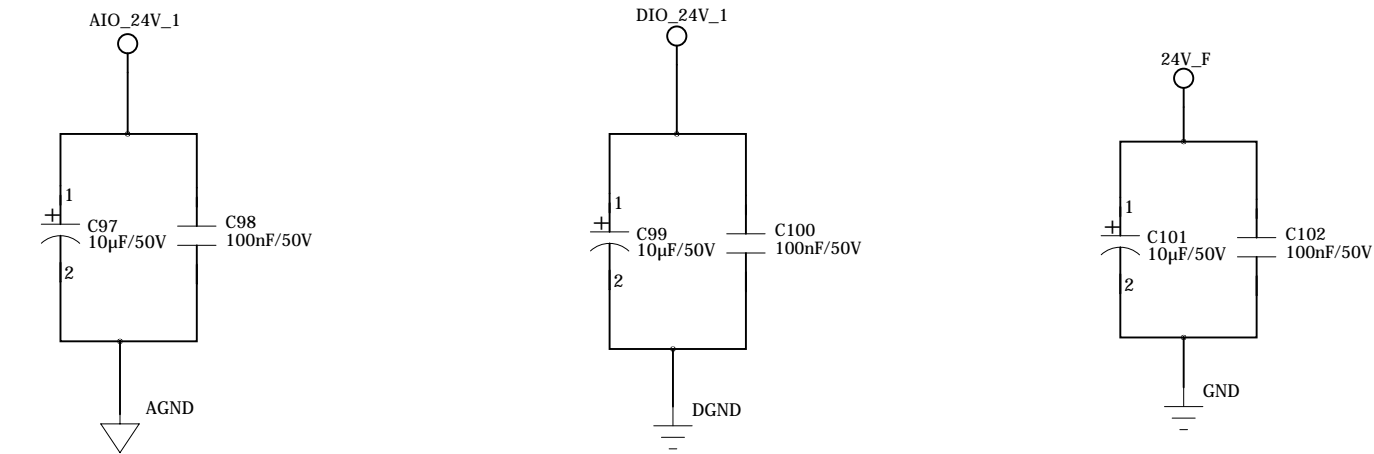 AIO_24V_1
1
+
C97
10µF/50V
2
C98
100nF/50V
AGND
DIO_24V_1
1
+
C99
10µF/50V
2
C100
100nF/50V
DGND
24V_F
1
+
C101
10µF/50V
2
C102
100nF/50V
GND